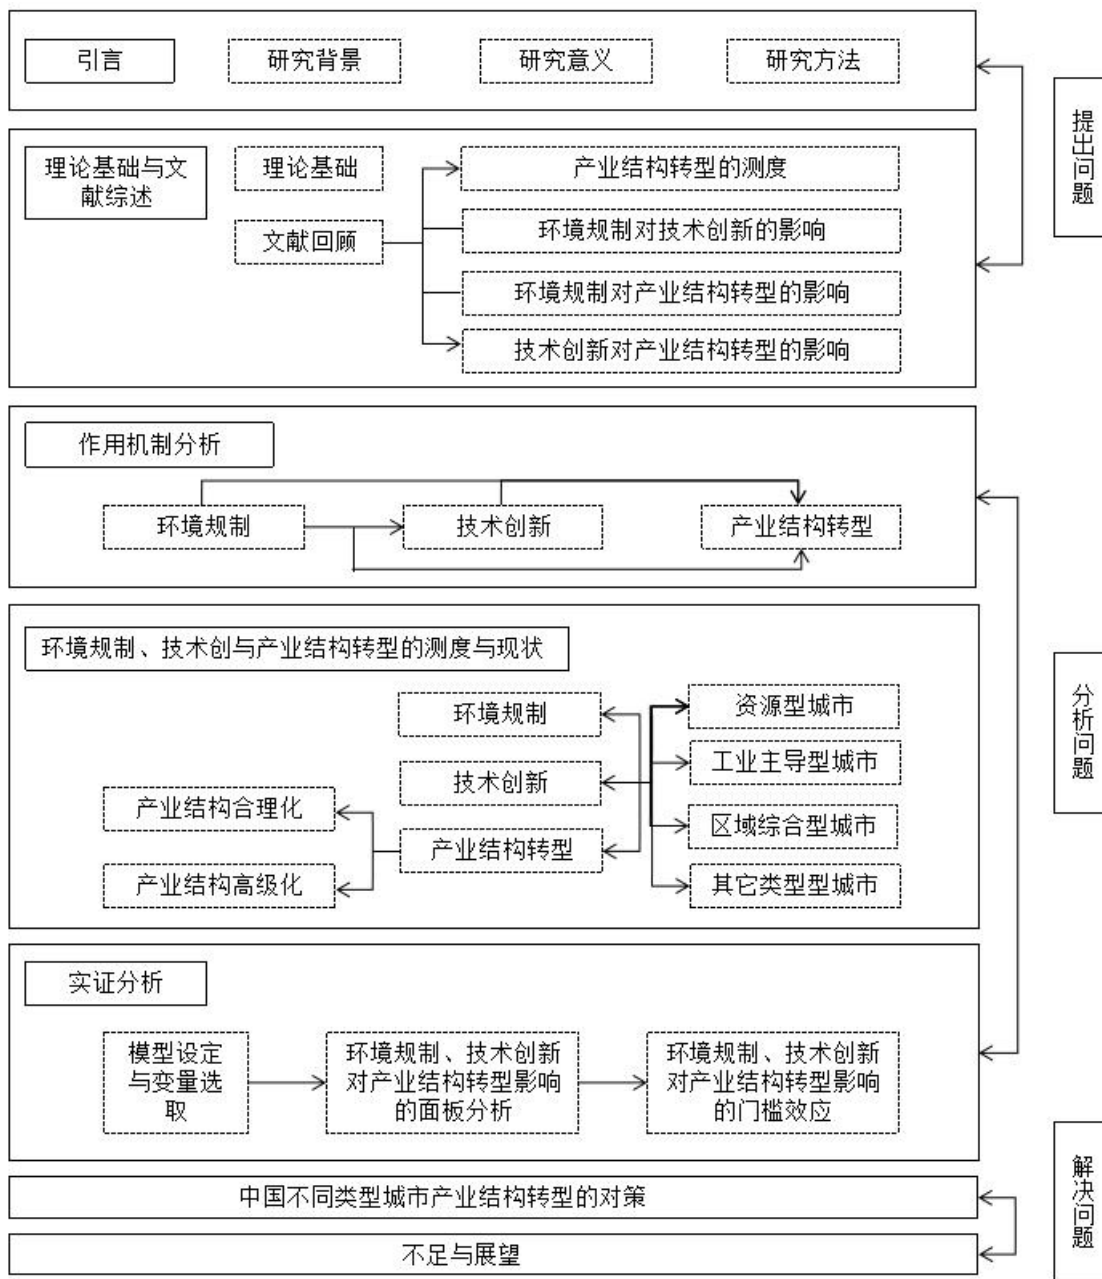 引言
研究背景
研究意义
研究方法
提出问题
理论基础与文
献综述
理论基础
文献回顾
产业结构转型的测度
环境规制对技术创新的影响
环境规制对产业结构转型的影响
技术创新对产业结构转型的影响
作用机制分析
环境规制
技术创新
产业结构转型
环境规制、技术创与产业结构转型的测度与现状
环境规制
技术创新
产业结构转型
产业结构合理化
产业结构高级化
资源型城市
工业主导型城市
区域综合型城市
其它类型型城市
分析问题
实证分析
模型设定
与变量选
取
环境规制、技术创新
对产业结构转型影响
的面板分析
环境规制、技术创新
对产业结构转型影响
的门槛效应
中国不同类型城市产业结构转型的对策
不足与展望
解决问题